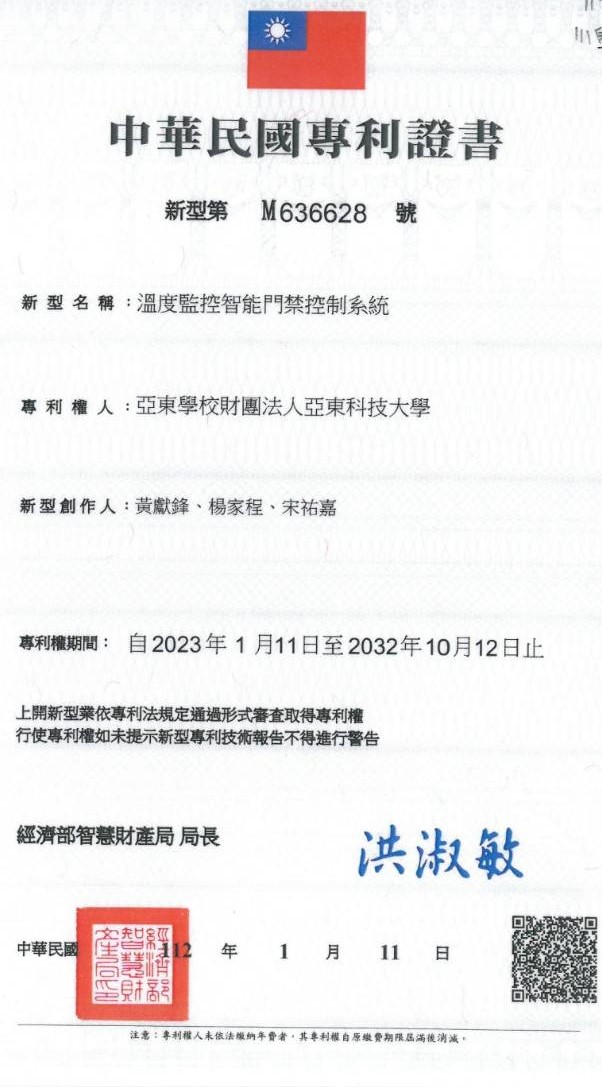 中華民國專利證書
新型第 M636628 號
新型名稱：溫度監控智能門禁控制系統
專利權人：亞東學校財團法人亞東科技大學
新型創作人：黃獻鋒、楊家程、宋祐嘉
專利權期間： 自2023年 1 月11日至2032年10月12日止
上開新型業依專利法規定通過形式審查取得專利權
行使專利權如未提示新型專利技術報告不得進行警告
經濟部智慧財產局 局長 洪淑敏
中華民國 112 年 1 月 11 日
經濟部智慧財產局印
注意：專利權人未依法繳納年費者，其專利權自原繳費期限屆滿後消滅。